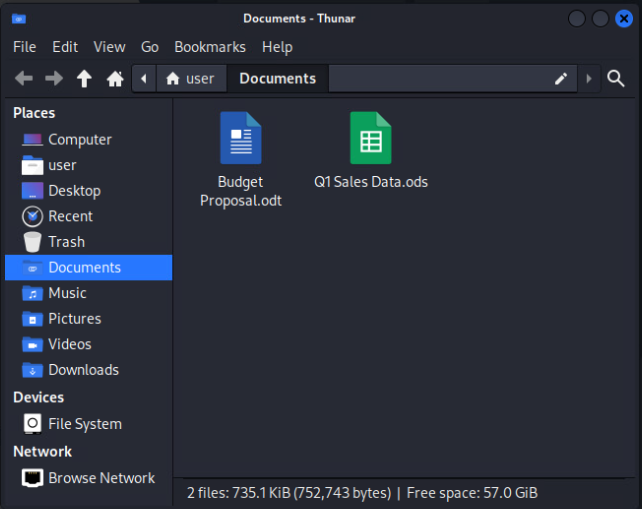 Documents - Thunar
File Edit View Go Bookmarks Help
user Documents
Places
Computer
user
Desktop
Recent
Trash
Documents
Music
Pictures
Videos
Downloads
Devices
File System
Network
Browse Network
Budget
Proposal.odt
Q1 Sales Data.ods
2 files: 735.1 KiB (752,743 bytes) | Free space: 57.0 GiB